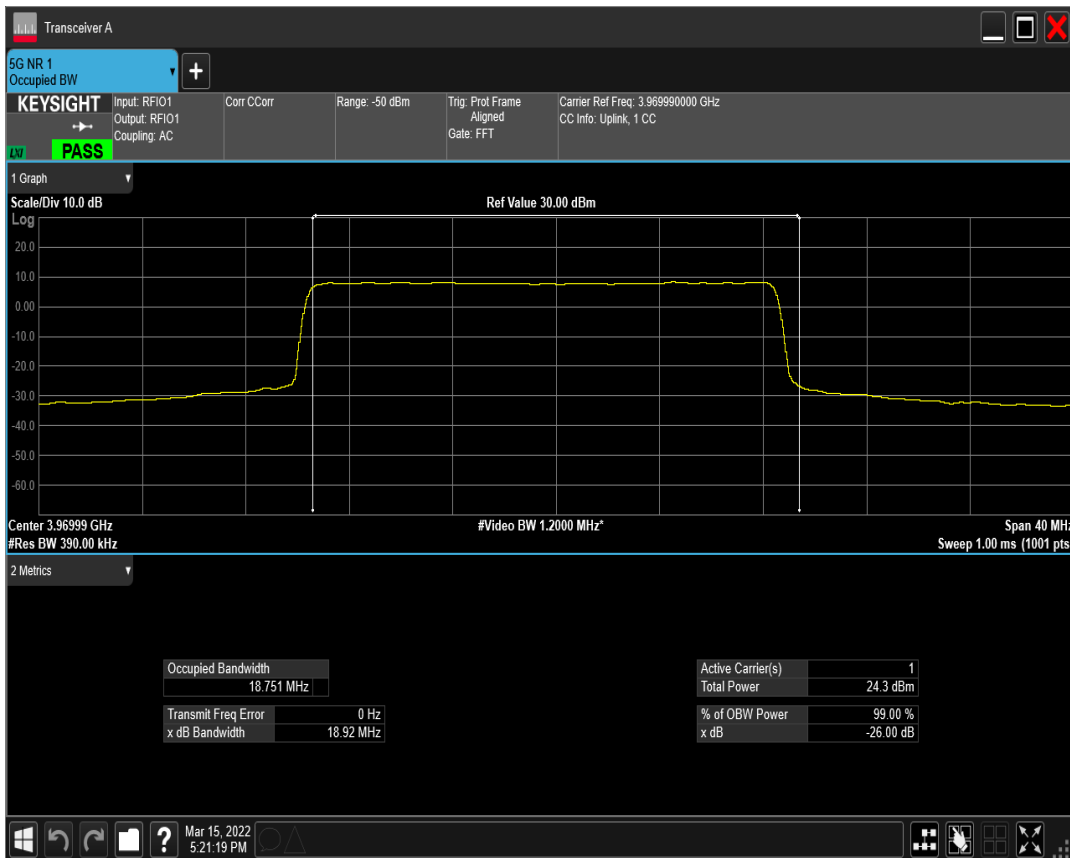 Transceiver A
5G NR 1
Occupied BW
+
KEYSIGHT
LXI
PASS
Input: RFIO1
Output: RFIO1
Coupling: AC
Corr CCorr
Range: -50 dBm
Trig: Prot Frame
Aligned
Gate: FFT
Carrier Ref Freq: 3.969990000 GHz
CC Info: Uplink, 1 CC
1 Graph
Scale/Div 10.0 dB
Ref Value 30.00 dBm
Log
20.0
10.0
0.00
-10.0
-20.0
-30.0
-40.0
-50.0
-60.0
Center 3.96999 GHz
#Video BW 1.2000 MHz*
Span 40 MHz
#Res BW 390.00 kHz
Sweep 1.00 ms (1001 pts
2 Metrics
Occupied Bandwidth
18.751 MHz
Transmit Freq Error 0 Hz
x dB Bandwidth 18.92 MHz
Active Carrier(s) 1
Total Power 24.3 dBm
% of OBW Power 99.00 %
x dB -26.00 dB
?
Mar 15, 2022
5:21:19 PM